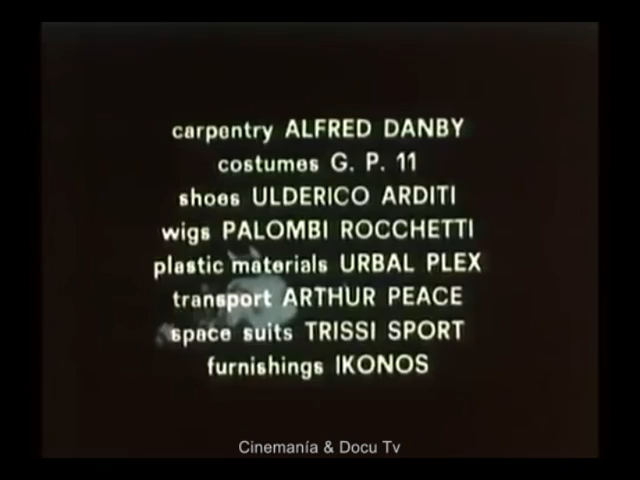 carpentry ALFRED DANBY
costumes G. P. 11
shoes ULDERICO ARDITI
wigs PALOMBI ROCCHETTI
plastic materials URBAL PLEX
transport ARTHUR PEACE
space suits TRISSI SPORT
furnishings IKONOS
Cinemanía & Docu Tv